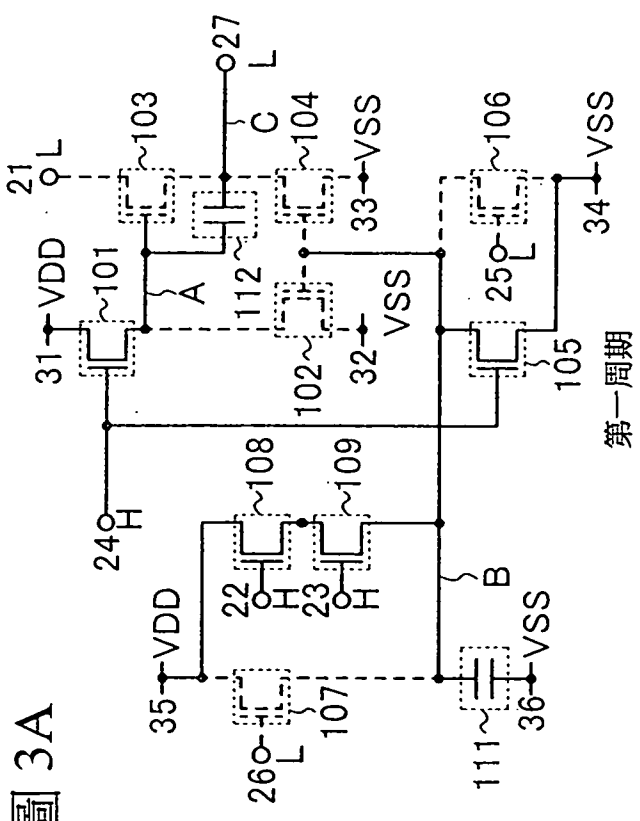 圖 3A
26
L
107
35
VDD
22
H
108
23
H
109
111
36
VSS
B
24
H
31
VDD
101
A
102
32
VSS
112
21
L
103
C
27
L
104
33
VSS
105
25
L
106
34
VSS
第一周期